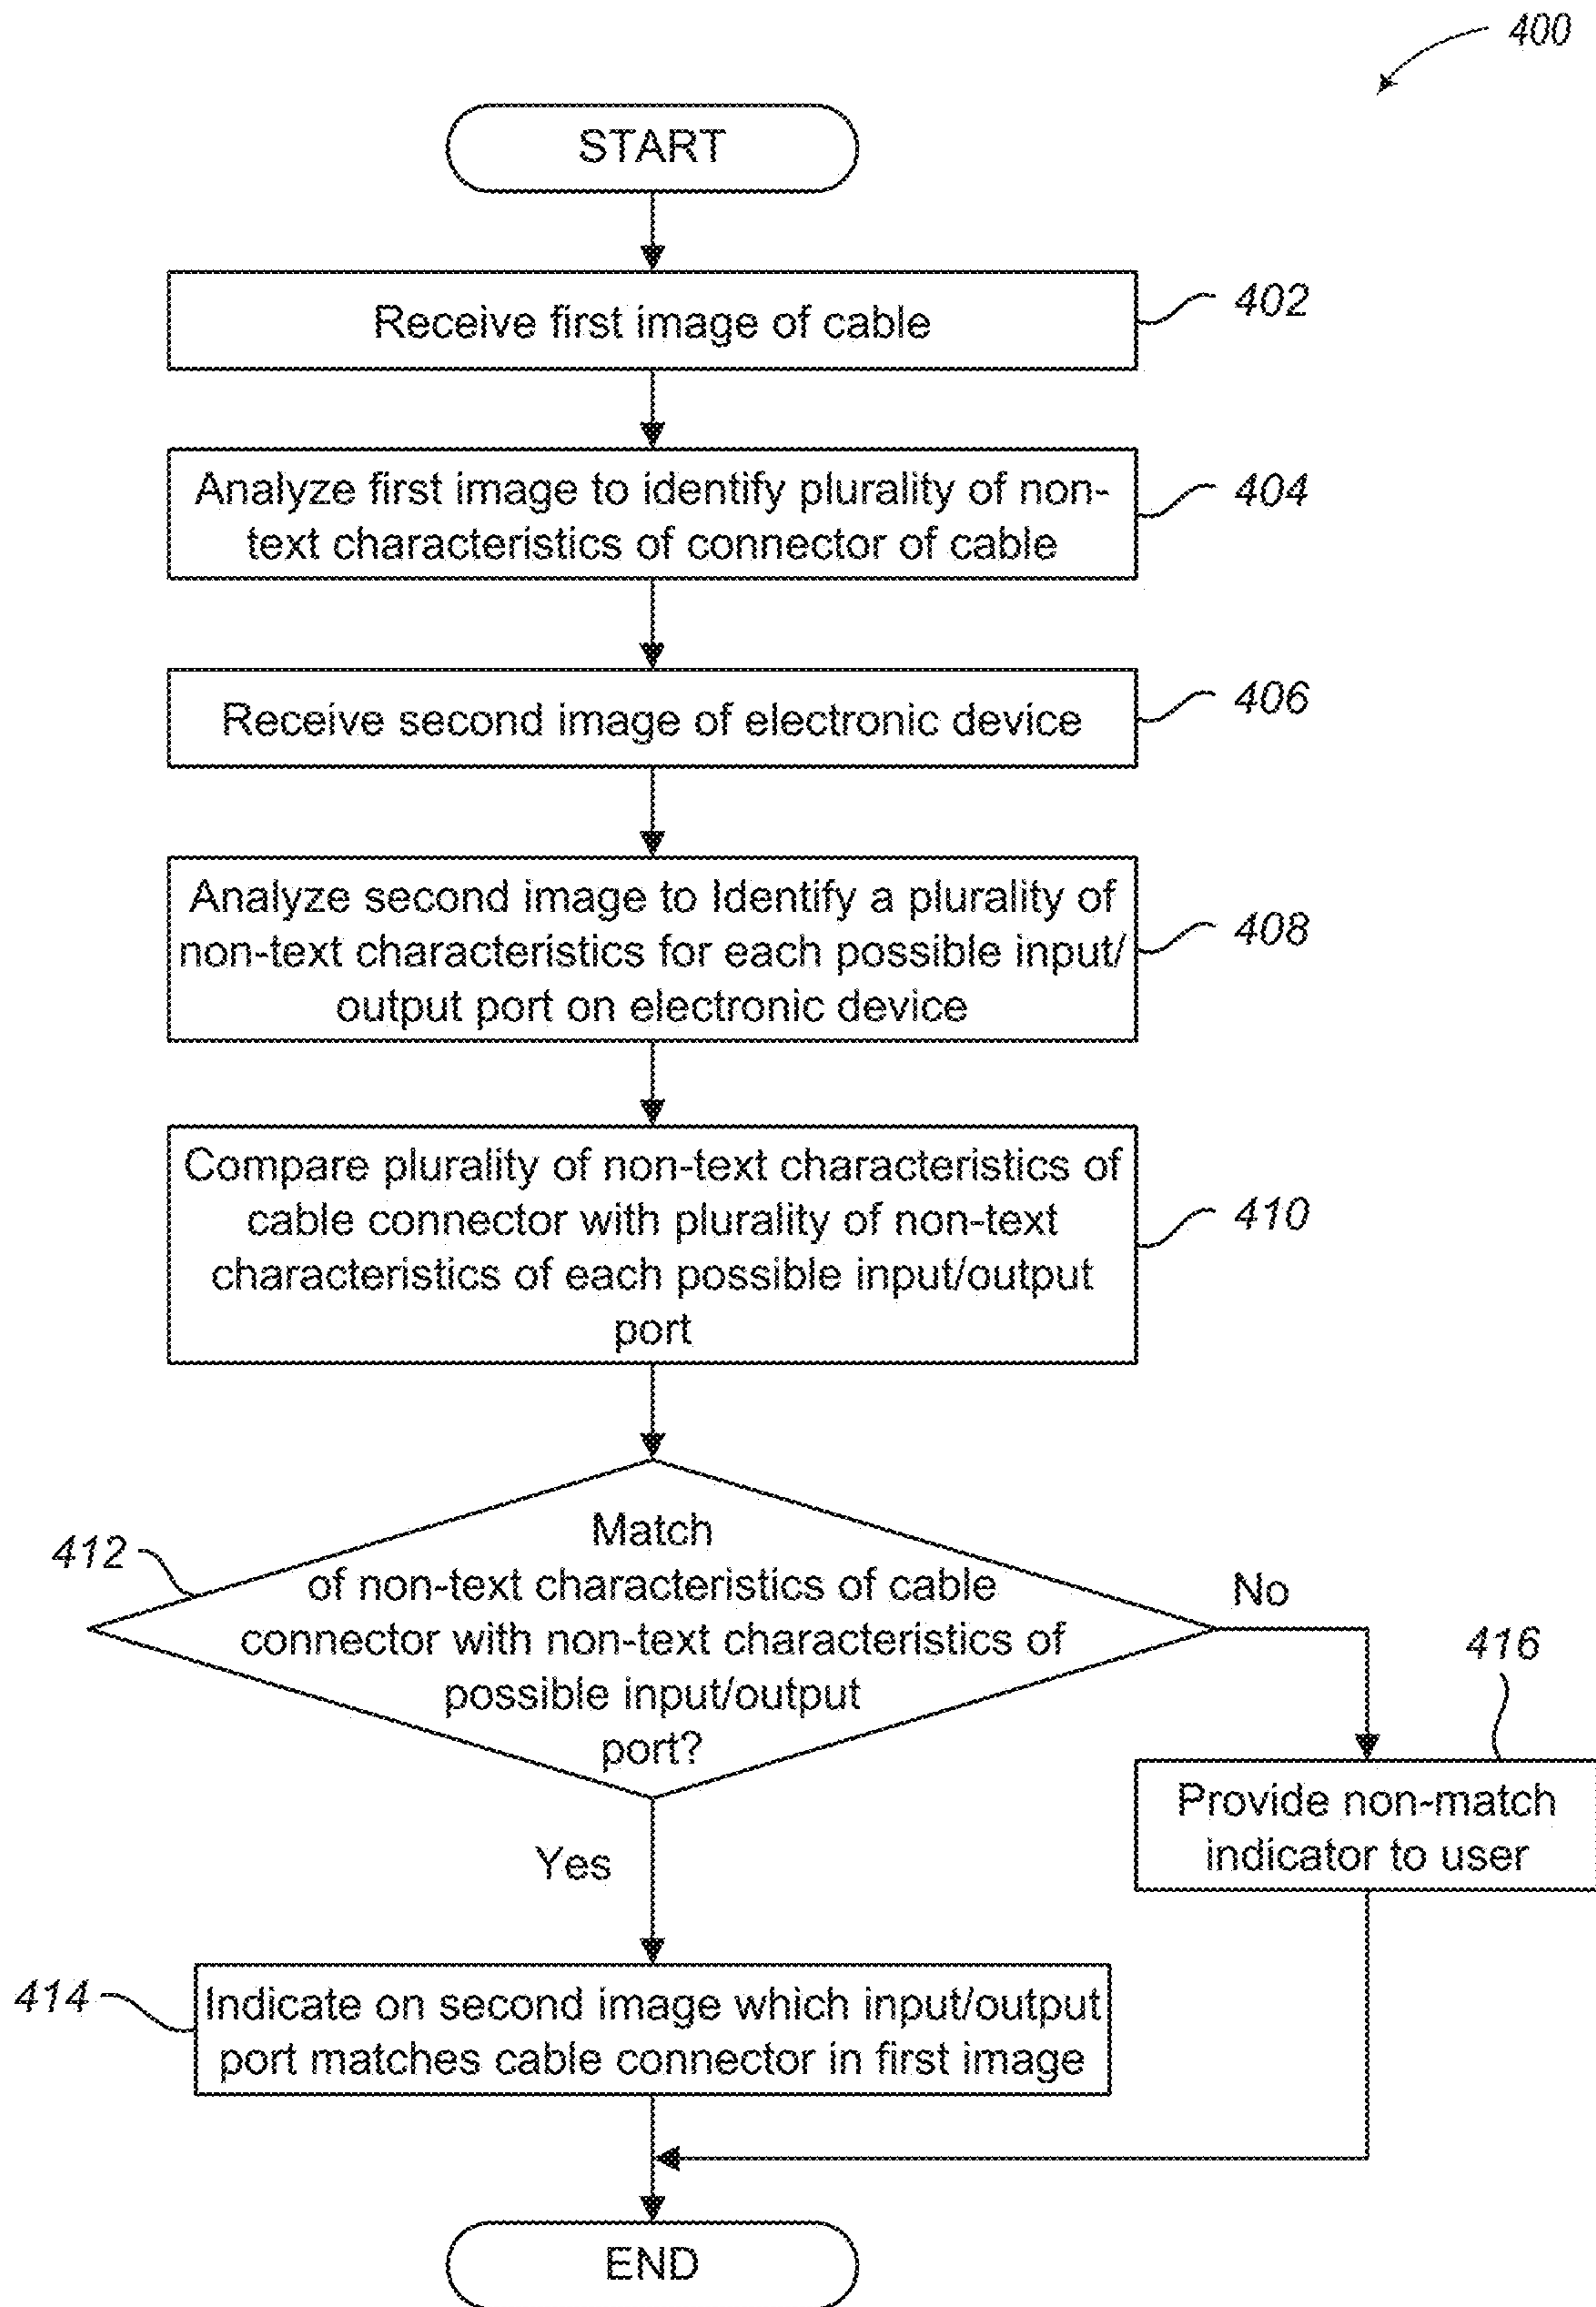 400
START
Receive first image of cable
402
Analyze first image to identify plurality of non-
text characteristics of connector of cable
404
Receive second image of electronic device
406
Analyze second image to Identify a plurality of
non-text characteristics for each possible input/
output port on electronic device
408
Compare plurality of non-text characteristics of
cable connector with plurality of non-text
characteristics of each possible input/output
port
410
412
Match
of non-text characteristics of cable
connector with non-text characteristics of
possible input/output
port?
No
416
Provide non-match
indicator to user
Yes
414
Indicate on second image which input/output
port matches cable connector in first image
END